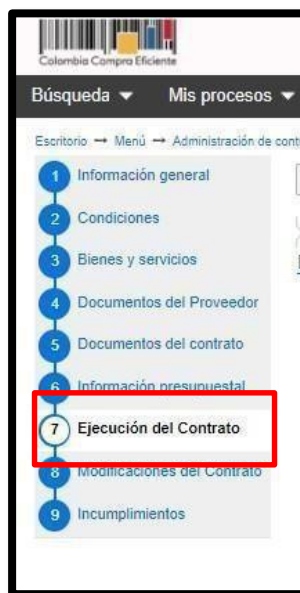 Colombia Compra Eficiente
Búsqueda Mis procesos
Escritorio → Menú → Administración de cont
1 Información general
2 Condiciones
3 Bienes y servicios
4 Documentos del Proveedor
5 Documentos del contrato
6 Información presupuestal
7 Ejecución del Contrato
8 Modificaciones del Contrato
9 Incumplimientos